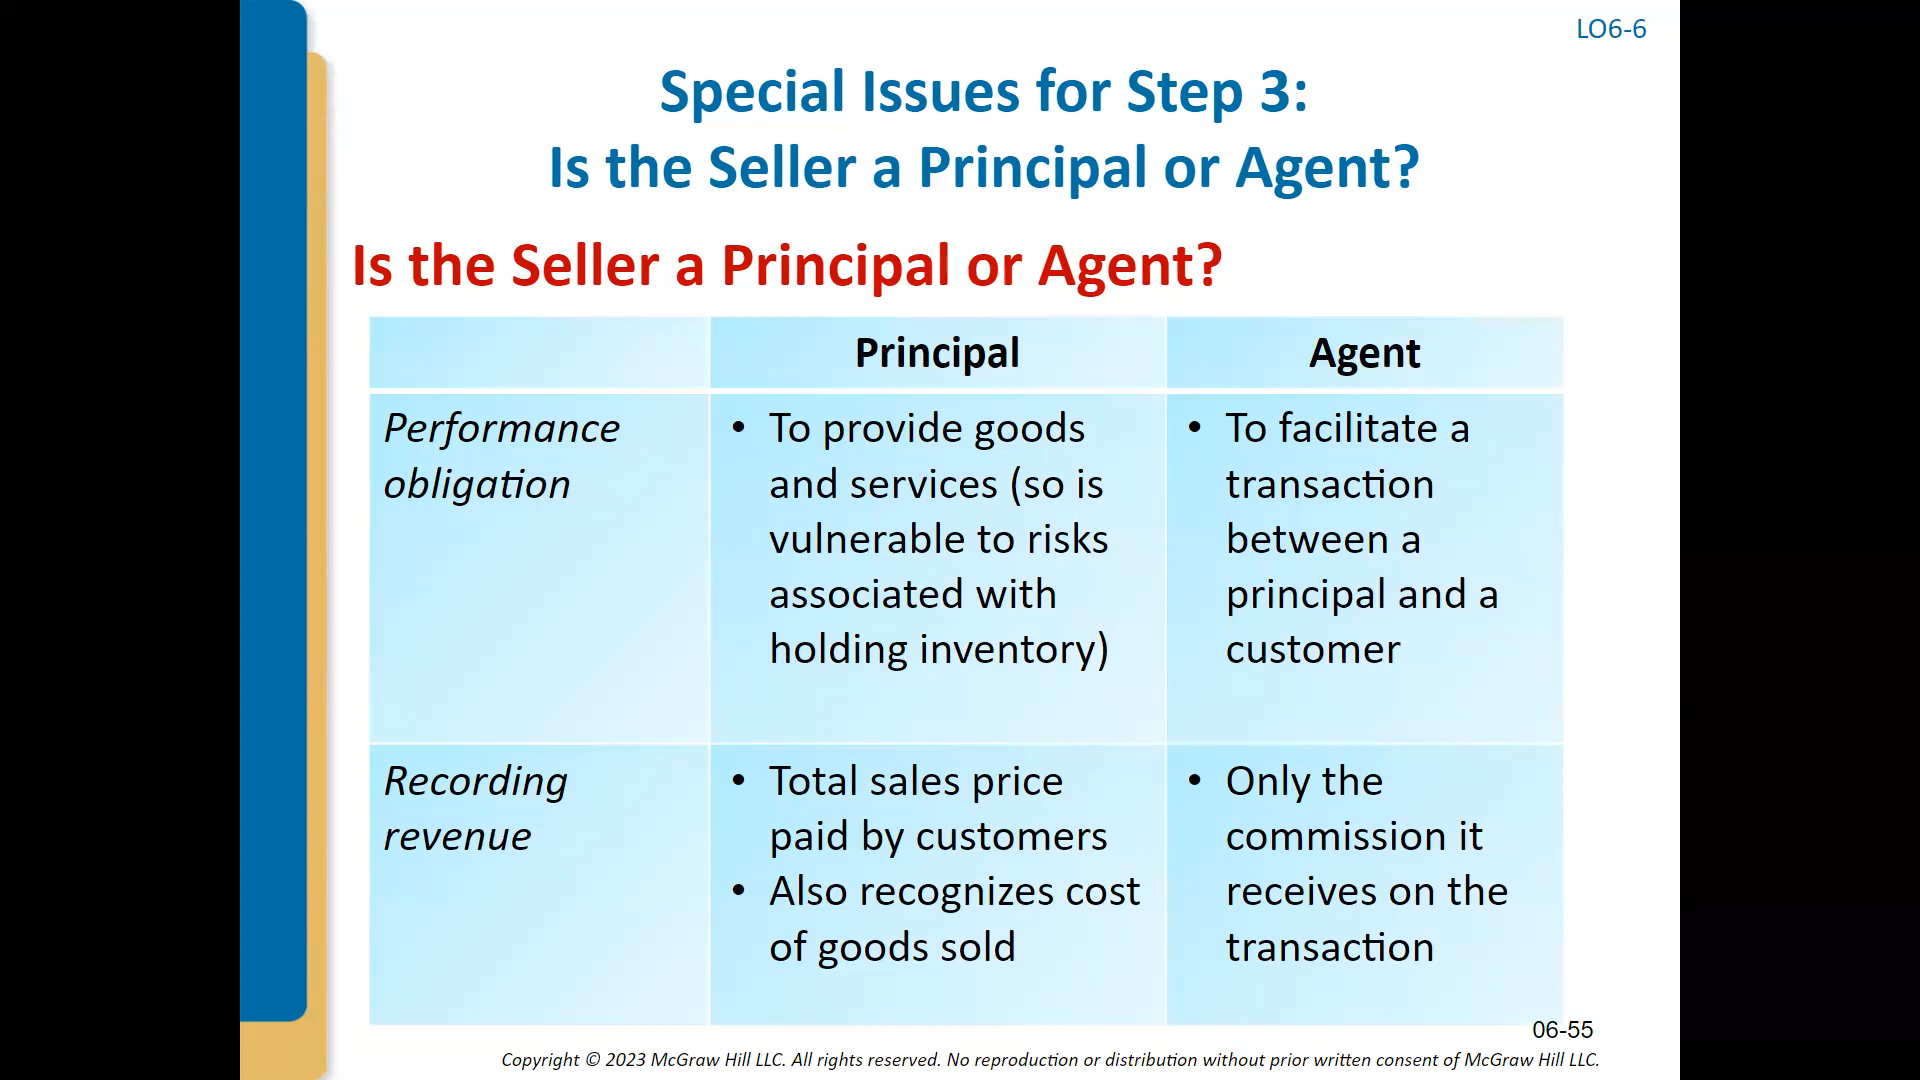 LO6-6
Special Issues for Step 3:
Is the Seller a Principal or Agent?
Is the Seller a Principal or Agent?
Principal
Agent
Performance
obligation
• To provide goods
and services (so is
vulnerable to risks
associated with
holding inventory)
• To facilitate a
transaction
between a
principal and a
customer
Recording
revenue
• Total sales price
paid by customers
• Also recognizes cost
of goods sold
• Only the
commission it
receives on the
transaction
06-55
Copyright © 2023 McGraw Hill LLC. All rights reserved. No reproduction or distribution without prior written consent of McGraw Hill LLC.